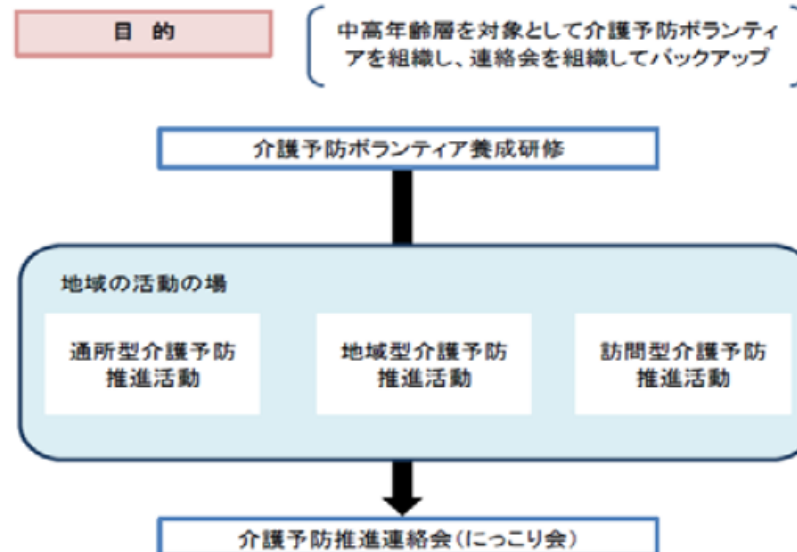 目 的
中高年齢層を対象として介護予防ボランティ
アを組織し、連絡会を組織してバックアップ
介護予防ボランティア養成研修
地域の活動の場
通所型介護予防
推進活動
地域型介護予防
推進活動
訪問型介護予防
推進活動
介護予防推進連絡会(にっこり会)